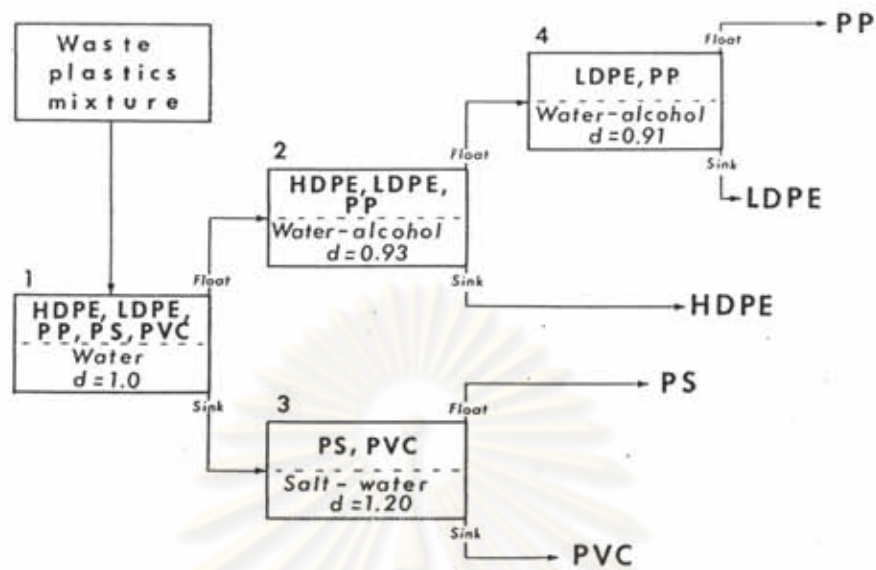 Waste
plastics
mixture
1
HDPE, LDPE,
PP, PS, PVC
Water
d=1.0
Float
Sink
2
HDPE, LDPE,
PP
Water-alcohol
d=0.93
Float
Sink
HDPE
3
PS, PVC
Salt-water
d=1.20
Float
PS
Sink
PVC
4
LDPE, PP
Water-alcohol
d=0.91
Float
PP
Sink
LDPE